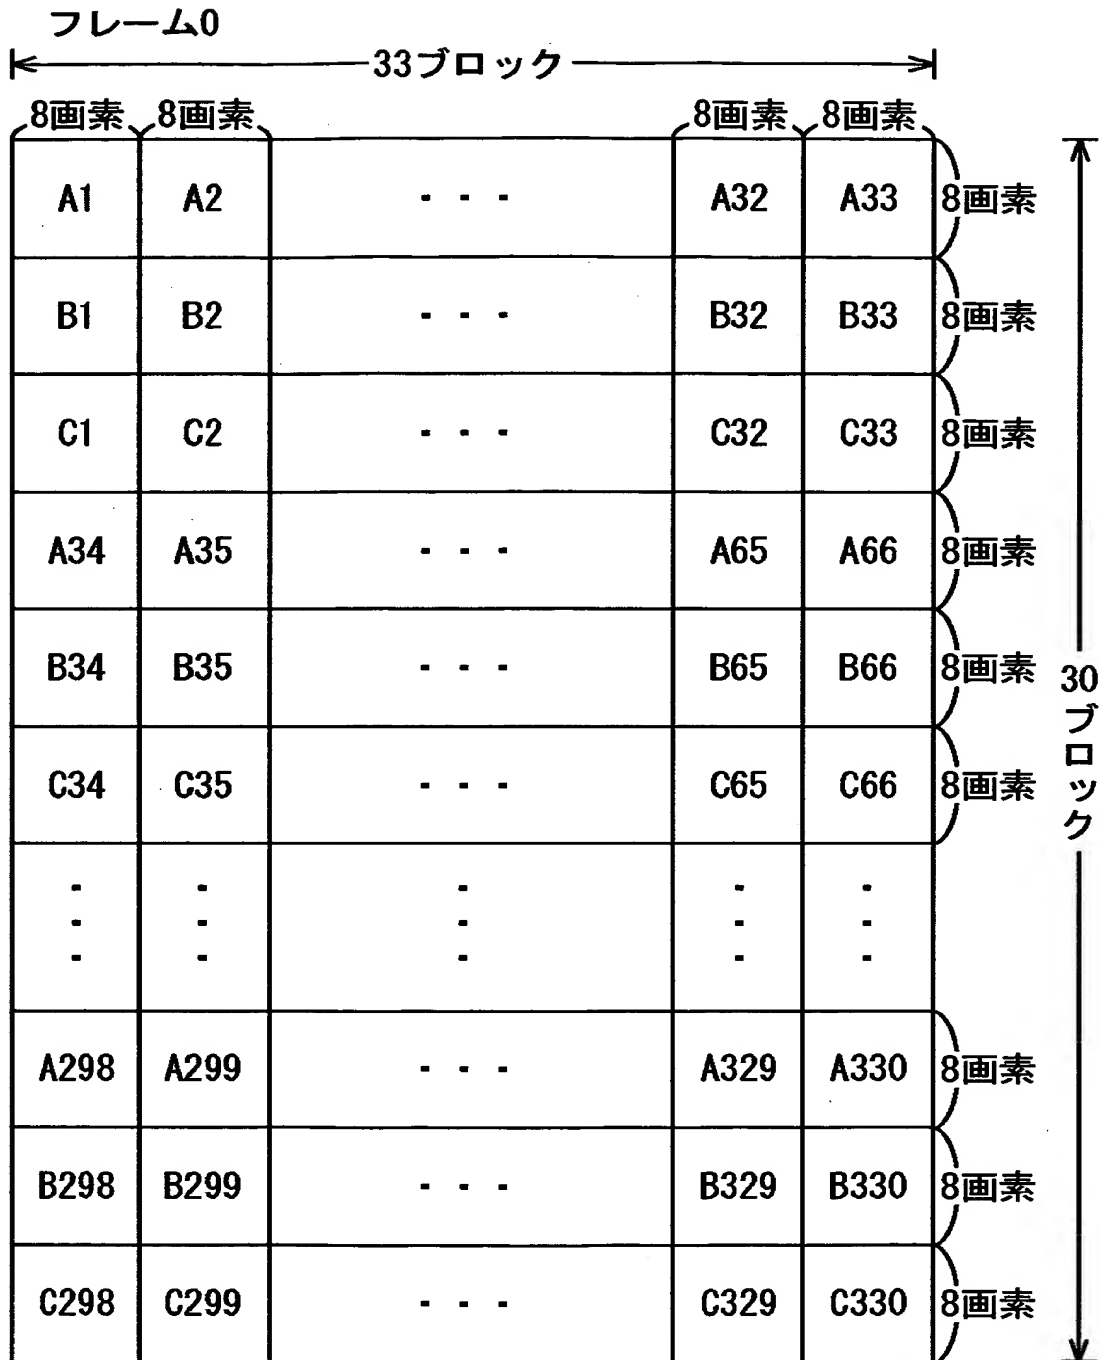 フレーム0
33ブロック
8画素 8画素 8画素 8画素
A1 A2 - - - A32 A33 8画素
B1 B2 - - - B32 B33 8画素
C1 C2 - - - C32 C33 8画素
A34 A35 - - - A65 A66 8画素
B34 B35 - - - B65 B66 8画素
C34 C35 - - - C65 C66 8画素
30ブロック
A298 A299 - - - A329 A330 8画素
B298 B299 - - - B329 B330 8画素
C298 C299 - - - C329 C330 8画素